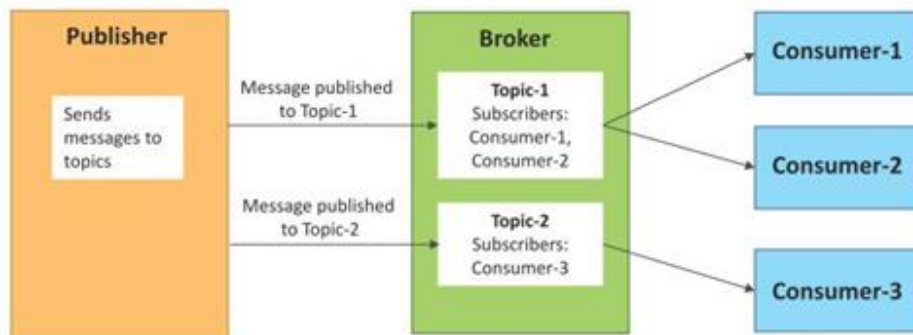 Publisher
Sends
messages to
topics
Message published
to Topic-1
Message published
to Topic-2
Broker
Topic-1
Subscribers:
Consumer-1,
Consumer-2
Topic-2
Subscribers:
Consumer-3
Consumer-1
Consumer-2
Consumer-3